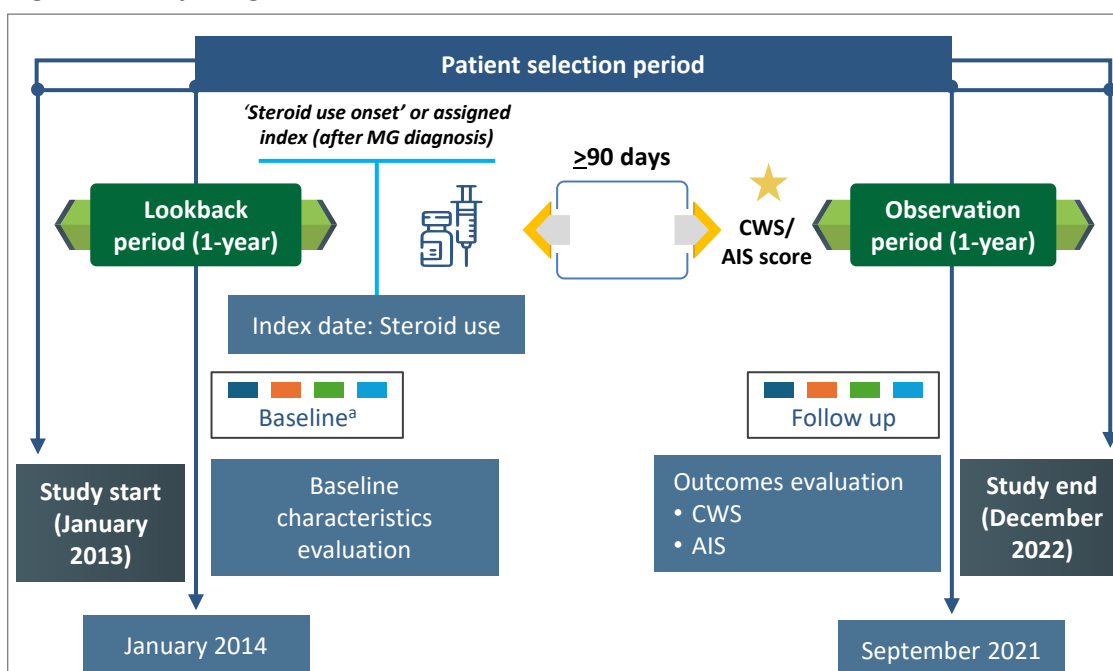 Patient selection period
‘Steroid use onset’ or assigned
index (after MG diagnosis)
>90 days
Lookback
period (1-year)
CWS/
AIS score
Observation
period (1-year)
Index date: Steroid use
Baselineᵃ
Follow up
Study start
(January
2013)
Baseline
characteristics
evaluation
Outcomes evaluation
• CWS
• AIS
Study end
(December
2022)
January 2014
September 2021